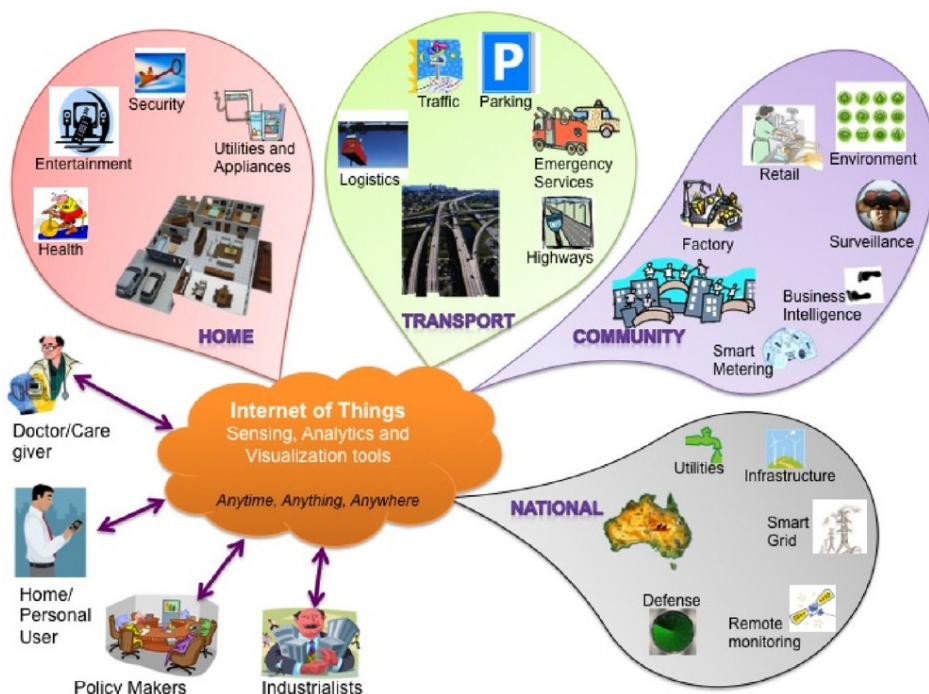 Security
Entertainment
Utilities and
Appliances
Health
HOME
Traffic
P
Parking
Logistics
Emergency
Services
Highways
TRANSPORT
Retail
Environment
Factory
Surveillance
Business
Intelligence
COMMUNITY
Smart
Metering
Internet of Things
Sensing, Analytics and
Visualization tools
Anytime, Anything, Anywhere
Doctor/Care
giver
Home/
Personal
User
Policy Makers
Industrialists
NATIONAL
Utilities
Infrastructure
Smart
Grid
Defense
Remote
monitoring